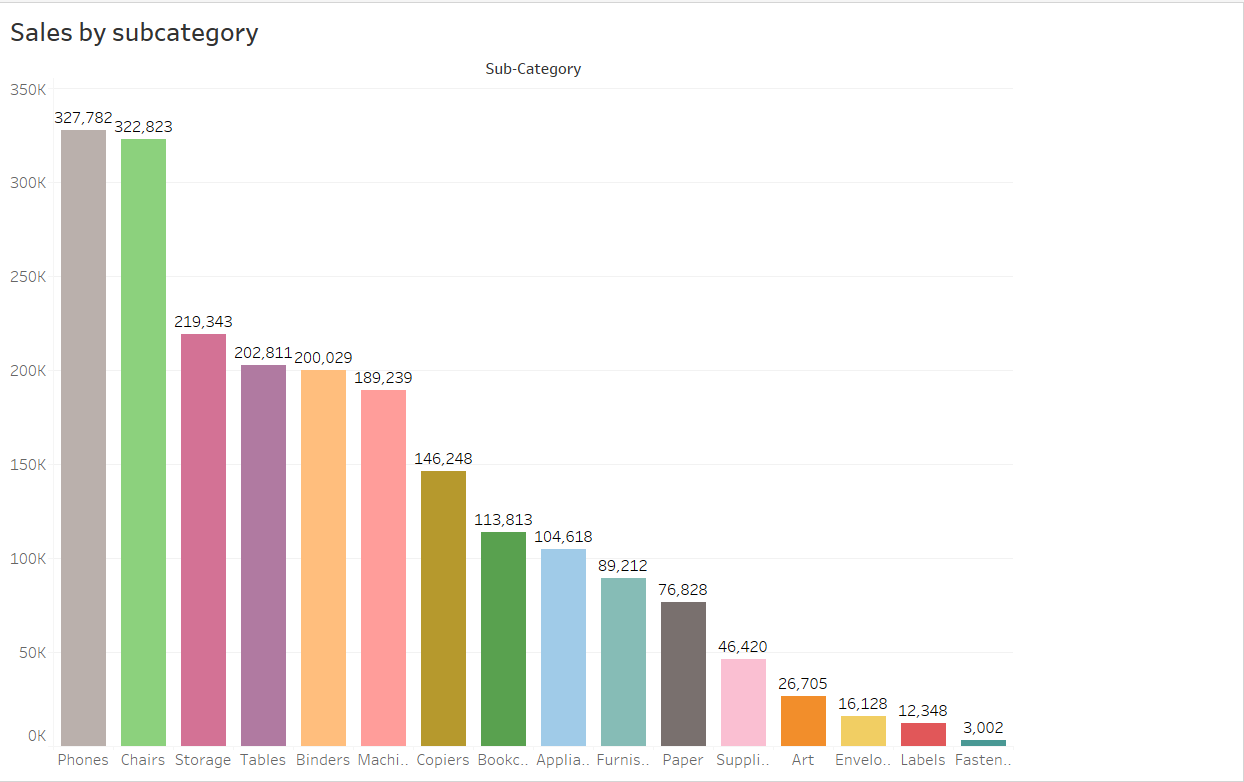 Sales by subcategory
Sub-Category
350K
300K
250K
200K
150K
100K
50K
0K
327,782
322,823
219,343
202,811
200,029
189,239
146,248
113,813
104,618
89,212
76,828
46,420
26,705
16,128
12,348
3,002
Phones Chairs Storage Tables Binders Machi.. Copiers Bookc.. Applia.. Furnis.. Paper Suppli.. Art Envelo.. Labels Fasten..